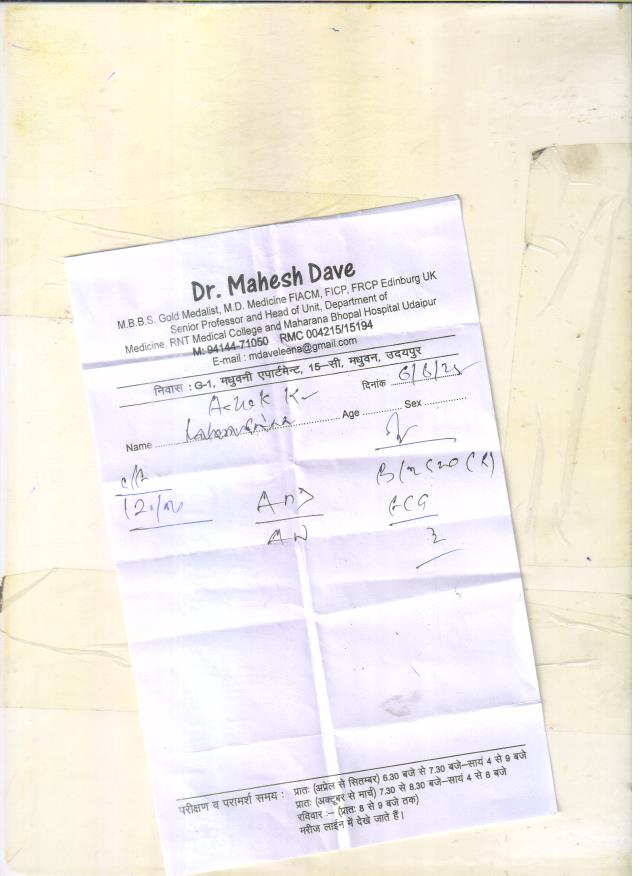 Dr. Mahesh Dave
M.B.B.S. Gold Medalist, M.D. Medicine FIACM, FICP, FRCP Edinburg UK
Senior Professor and Head of Unit, Department of
Medicine, RNT Medical College and Maharana Bhopal Hospital Udaipur
M: 94144-71050 RMC 004215/15194
E-mail : mdaveleena@gmail.com
निवास : G-1, मधुवनी एपार्टमेन्ट, 15-सी, मधुवन, उदयपुर
दिनांक
Ashok K
Name Age Sex
ECG
परीक्षण व परामर्श समय : प्रातः (अप्रेल से सितम्बर) 6.30 बजे से 7.30 बजे-सायं 4 से 9 बजे
प्रातः (अक्टूबर से मार्च) 7.30 से 8.30 बजे-सायं 4 से 8 बजे
रविवार :- (प्रातः 8 से 9 बजे तक)
मरीज लाईन में देखे जाते हैं।